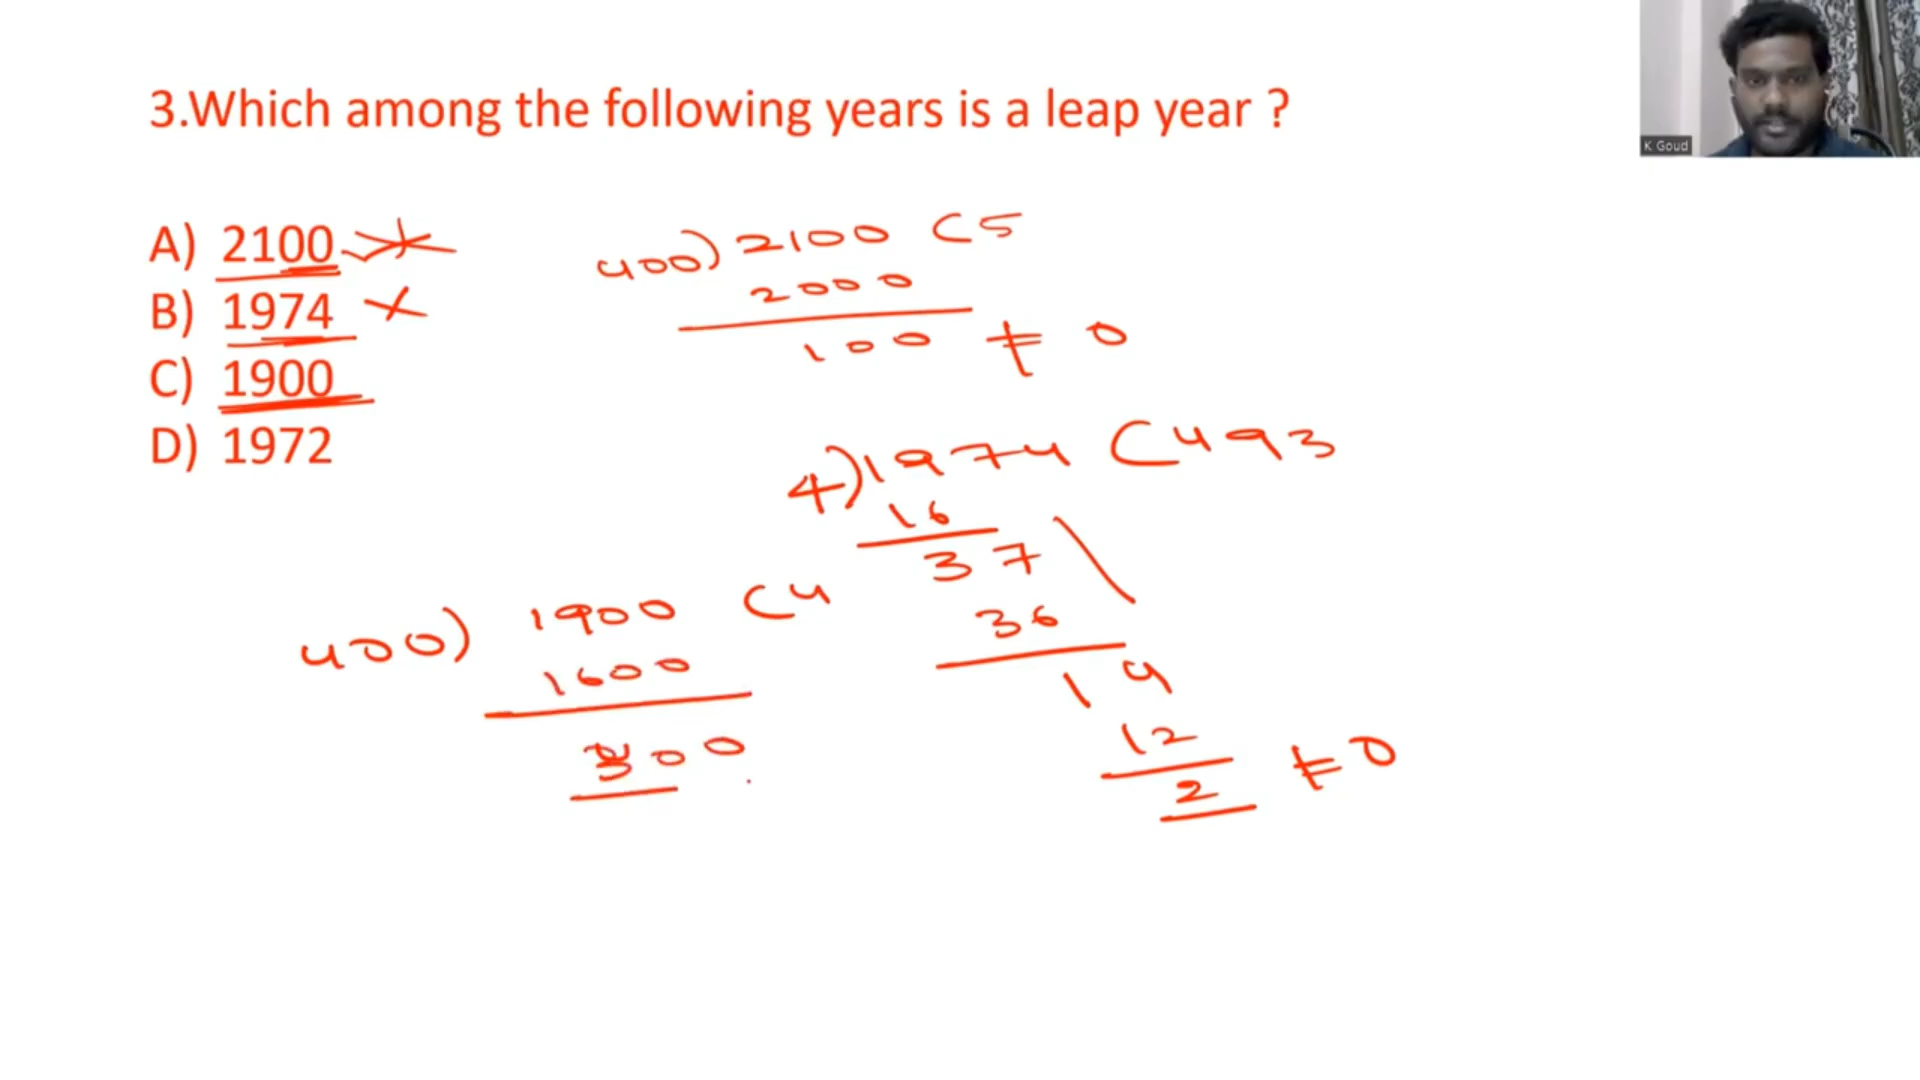 3.Which among the following years is a leap year ?
K Goud
A) 2100
B) 1974
C) 1900
D) 1972
400) 2100 (5
2000
100 ≠ 0
4) 1974 (493
16
37
36
14
12
2 ≠ 0
400) 1900 (4
1600
300